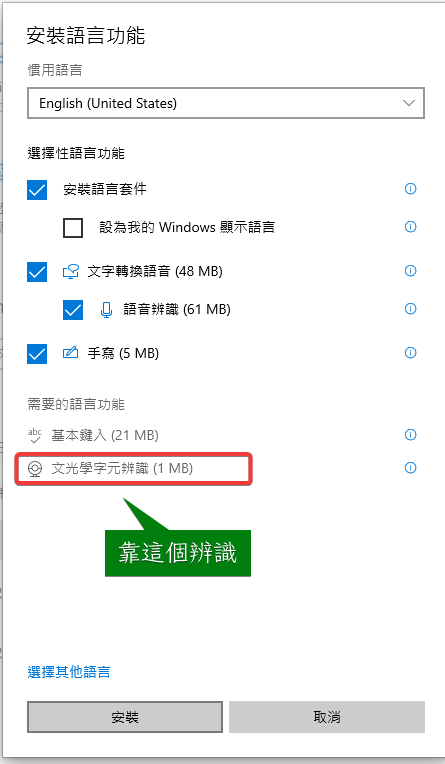 安裝語言功能
慣用語言
English (United States)
選擇性語言功能
安裝語言套件
設為我的 Windows 顯示語言
文字轉換語音 (48 MB)
語音辨識 (61 MB)
手寫 (5 MB)
需要的語言功能
abc
基本鍵入 (21 MB)
文光學字元辨識 (1 MB)
靠這個辨識
選擇其他語言
安裝
取消